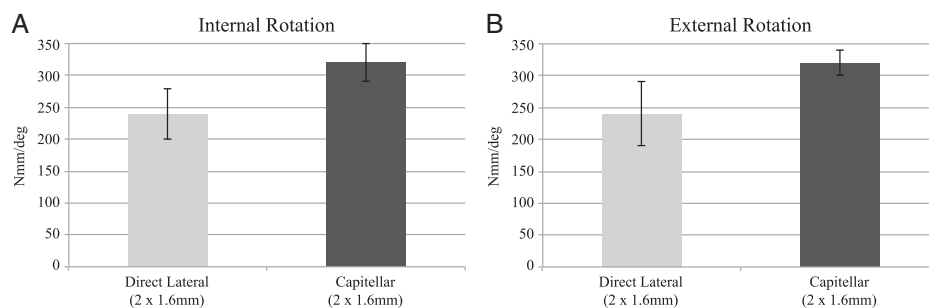 A
Internal Rotation
350
300
250
200
150
100
50
0
Nmm/deg
Direct Lateral
(2 x 1.6mm)
Capitellar
(2 x 1.6mm)
B
External Rotation
350
300
250
200
150
100
50
0
Nmm/deg
Direct Lateral
(2 x 1.6mm)
Capitellar
(2 x 1.6mm)